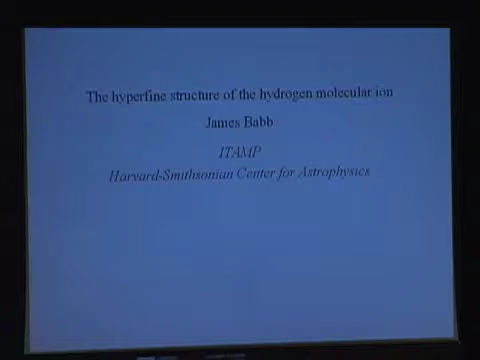 The hyperfine structure of the hydrogen molecular ion
James Babb
ITAMP
Harvard-Smithsonian Center for Astrophysics